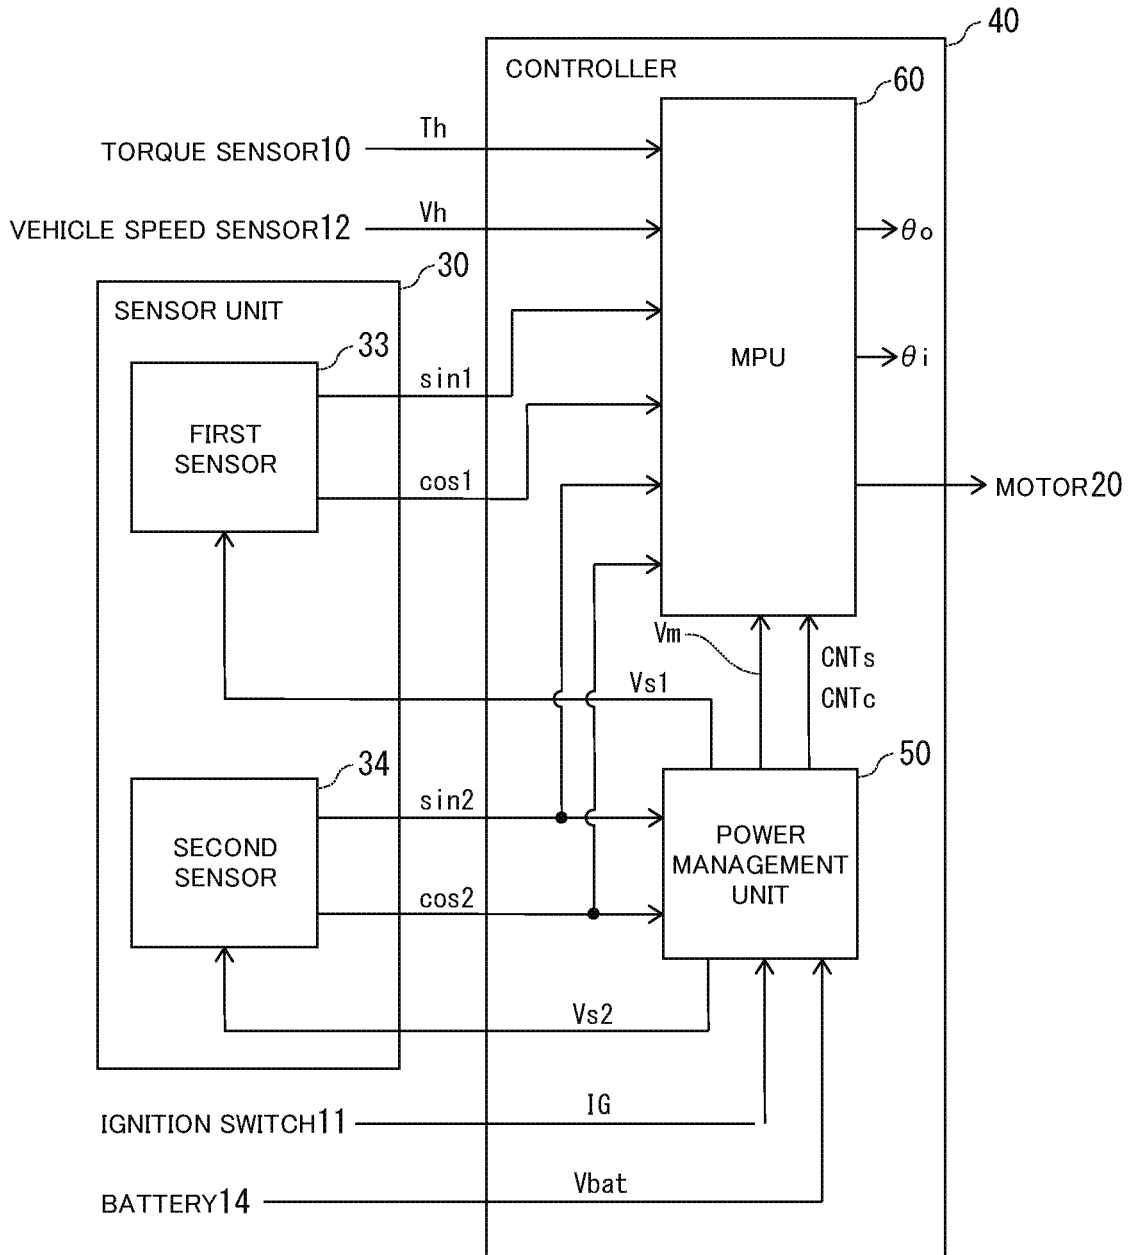 40
CONTROLLER
60
Th
TORQUE SENSOR10
Vh
VEHICLE SPEED SENSOR12
θo
30
SENSOR UNIT
33
sin1
MPU
θi
FIRST
SENSOR
cos1
MOTOR20
Vm
CNTs
CNTc
Vs1
50
34
sin2
SECOND
SENSOR
POWER
MANAGEMENT
UNIT
cos2
Vs2
IG
IGNITION SWITCH11
Vbat
BATTERY14